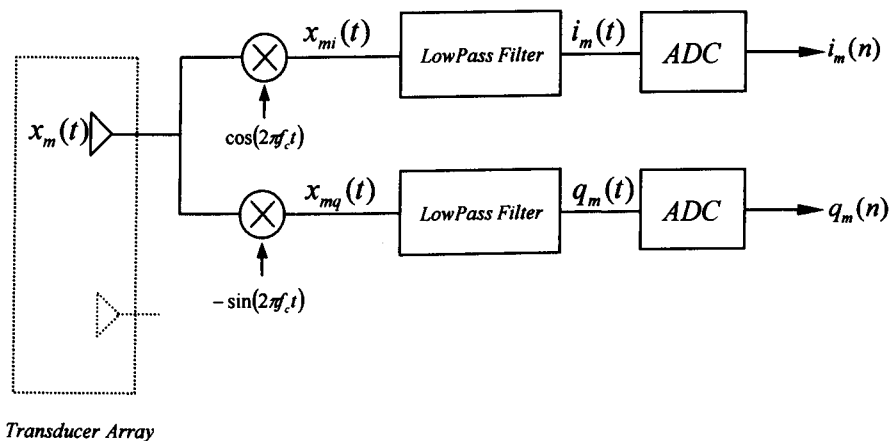 x_mi(t)
LowPass Filter
i_m(t)
ADC
i_m(n)
x_m(t)
cos(2πf_c t)
x_mq(t)
LowPass Filter
q_m(t)
ADC
q_m(n)
−sin(2πf_c t)
Transducer Array